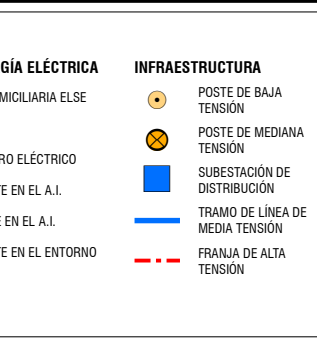 GÍA ELÉCTRICA
MICILIARIA ELSE
RO ELÉCTRICO
TE EN EL A.I.
E EN EL A.I.
TE EN EL ENTORNO
INFRAESTRUCTURA
POSTE DE BAJA
TENSIÓN
POSTE DE MEDIANA
TENSIÓN
SUBESTACIÓN DE
DISTRIBUCIÓN
TRAMO DE LÍNEA DE
MEDIA TENSIÓN
FRANJA DE ALTA
TENSIÓN